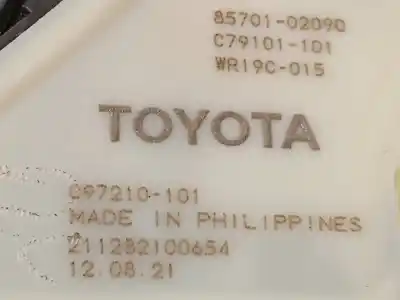 85701-02090
C79101-101
WR19C-015
TOYOTA
C97210-101
MADE IN PHILIPPINES
211282100654
12.08.21